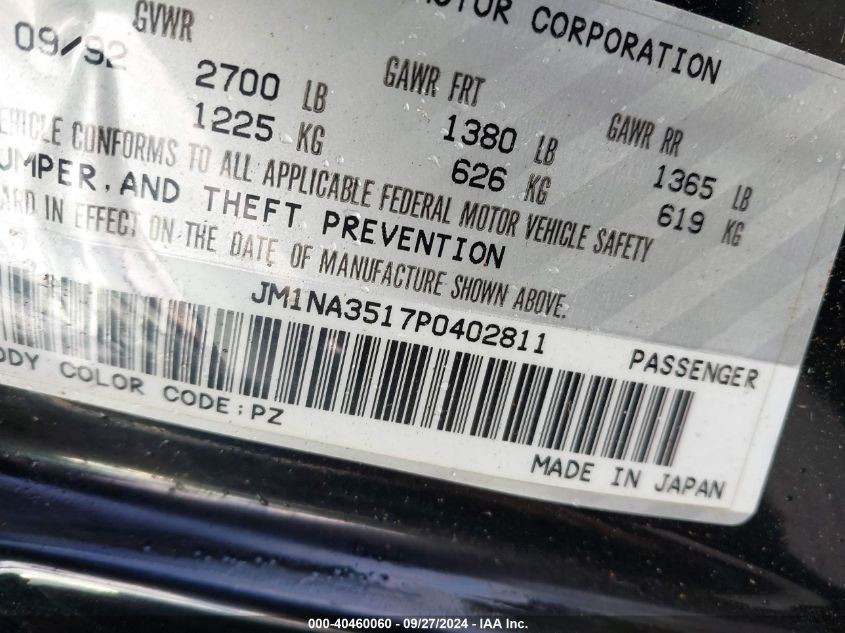 MOTOR CORPORATION
09/92
GVWR
2700 LB
1225 KG
GAWR FRT
1380 LB
626 KG
GAWR RR
1365 LB
619 KG
VEHICLE CONFORMS TO ALL APPLICABLE FEDERAL MOTOR VEHICLE SAFETY
BUMPER, AND THEFT PREVENTION
ARD IN EFFECT ON THE DATE OF MANUFACTURE SHOWN ABOVE.
JM1NA3517P0402811
PASSENGER
BODY COLOR CODE:PZ
MADE IN JAPAN
000-40460060 - 09/27/2024 - IAA Inc.